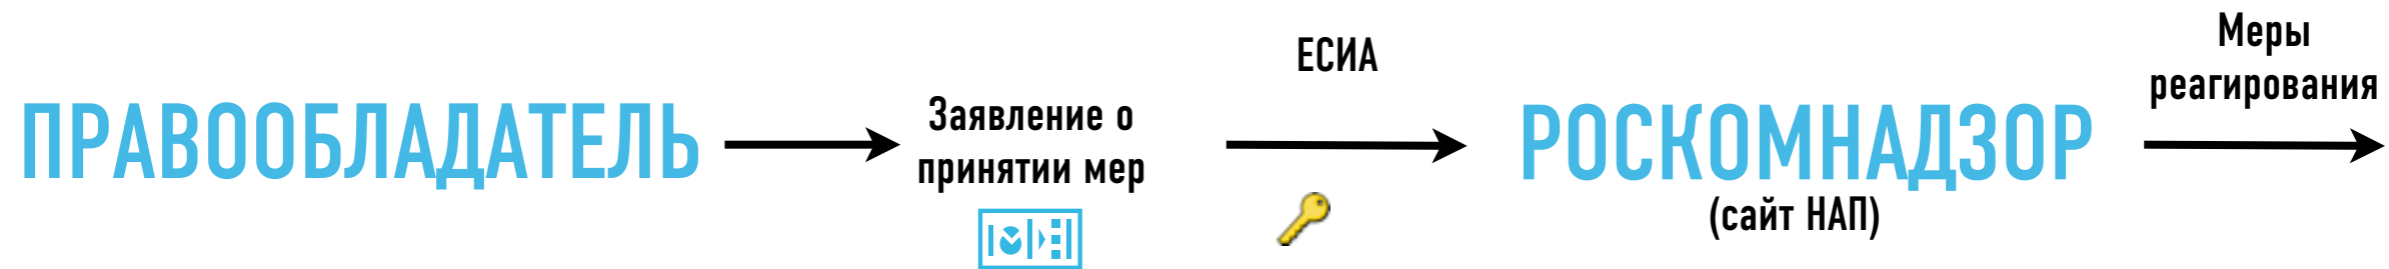 ПРАВООБЛАДАТЕЛЬ
Заявление о
принятии мер
ЕСИА
РОСКОМНАДЗОР
(сайт НАП)
Меры
реагирования